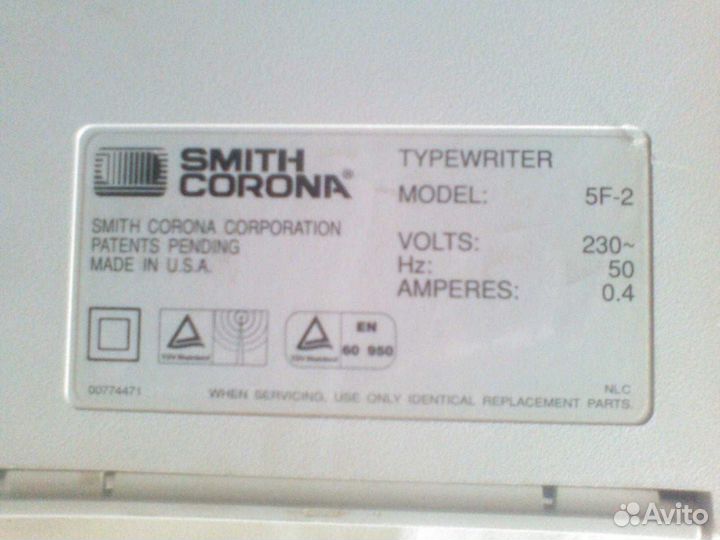 SMITH CORONA®
SMITH CORONA CORPORATION
PATENTS PENDING
MADE IN U.S.A.
TYPEWRITER
MODEL: 5F-2
VOLTS: 230~
Hz: 50
AMPERES: 0.4
EN
60 950
00774471
NLC
WHEN SERVICING, USE ONLY IDENTICAL REPLACEMENT PARTS.
Avito